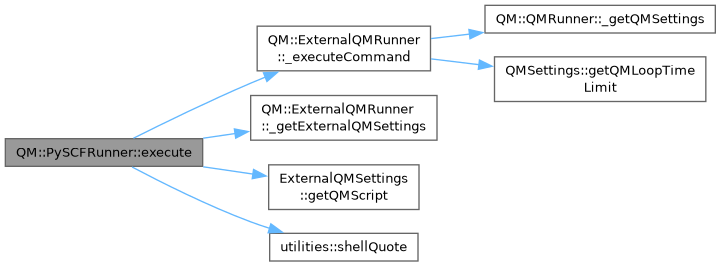 QM::PySCFRunner::execute
QM::ExternalQMRunner
::_executeCommand
QM::QMRunner::_getQMSettings
QMSettings::getQMLoopTime
Limit
QM::ExternalQMRunner
::_getExternalQMSettings
ExternalQMSettings
::getQMScript
utilities::shellQuote